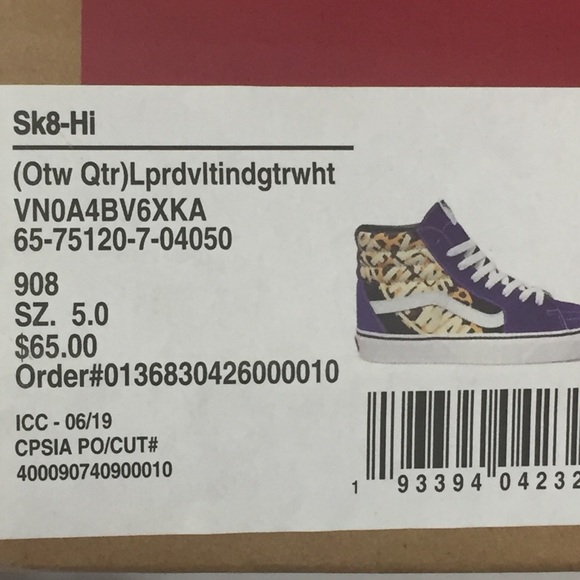 Sk8-Hi
(Otw Qtr)Lprdvltindgtrwht
VN0A4BV6XKA
65-75120-7-04050
908
SZ. 5.0
$65.00
Order#0136830426000010
ICC - 06/19
CPSIA PO/CUT#
400090740900010
1 93394 04232